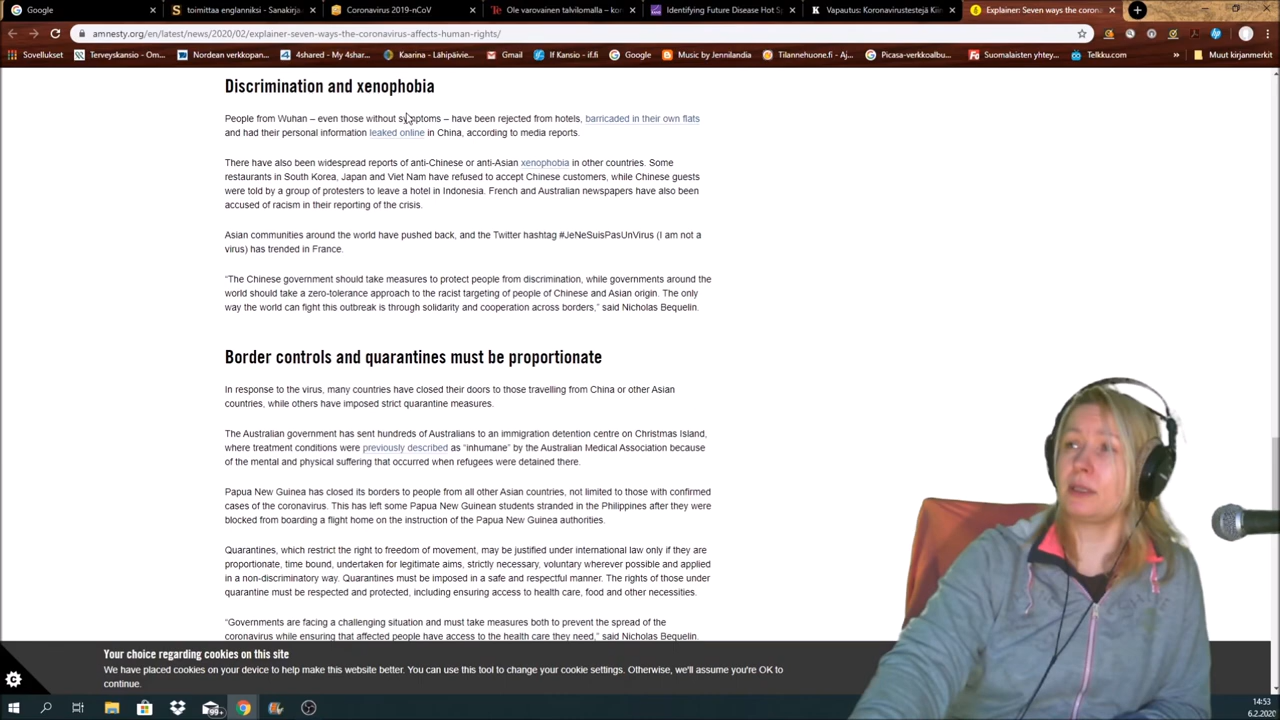 Google
toimittaa englanniksi - Sanakirja
Coronavirus 2019-nCoV
Ole varovainen talvilomalla – ko
Identifying Future Disease Hot Sp
Vapautus: Koronavirustestejä Kii
Explainer: Seven ways the corona
amnesty.org/en/latest/news/2020/02/explainer-seven-ways-the-coronavirus-affects-human-rights/
Sovellukset
Terveyskansio - Om...
Nordean verkkopan...
4shared - My 4shar...
Kaarina – Lähipäivie...
Gmail
If Kansio - if.fi
Google
Music by Jennilandia
Tilannehuone.fi - Aj...
Picasa-verkkoalbu...
Suomalaisten yhtey...
Telkku.com
Muut kirjanmerkit
Discrimination and xenophobia
People from Wuhan – even those without symptoms – have been rejected from hotels, barricaded in their own flats
and had their personal information leaked online in China, according to media reports.
There have also been widespread reports of anti-Chinese or anti-Asian xenophobia in other countries. Some
restaurants in South Korea, Japan and Viet Nam have refused to accept Chinese customers, while Chinese guests
were told by a group of protesters to leave a hotel in Indonesia. French and Australian newspapers have also been
accused of racism in their reporting of the crisis.
Asian communities around the world have pushed back, and the Twitter hashtag #JeNeSuisPasUnVirus (I am not a
virus) has trended in France.
“The Chinese government should take measures to protect people from discrimination, while governments around the
world should take a zero-tolerance approach to the racist targeting of people of Chinese and Asian origin. The only
way the world can fight this outbreak is through solidarity and cooperation across borders,” said Nicholas Bequelin.
Border controls and quarantines must be proportionate
In response to the virus, many countries have closed their doors to those travelling from China or other Asian
countries, while others have imposed strict quarantine measures.
The Australian government has sent hundreds of Australians to an immigration detention centre on Christmas Island,
where treatment conditions were previously described as “inhumane” by the Australian Medical Association because
of the mental and physical suffering that occurred when refugees were detained there.
Papua New Guinea has closed its borders to people from all other Asian countries, not limited to those with confirmed
cases of the coronavirus. This has left some Papua New Guinean students stranded in the Philippines after they were
blocked from boarding a flight home on the instruction of the Papua New Guinea authorities.
Quarantines, which restrict the right to freedom of movement, may be justified under international law only if they are
proportionate, time bound, undertaken for legitimate aims, strictly necessary, voluntary wherever possible and applied
in a non-discriminatory way. Quarantines must be imposed in a safe and respectful manner. The rights of those under
quarantine must be respected and protected, including ensuring access to health care, food and other necessities.
“Governments are facing a challenging situation and must take measures both to prevent the spread of the
coronavirus while ensuring that affected people have access to the health care they need,” said Nicholas Bequelin.
Your choice regarding cookies on this site
We have placed cookies on your device to help make this website better. You can use this tool to change your cookie settings. Otherwise, we'll assume you're OK to
continue.
99+
14:53
6.2.2020